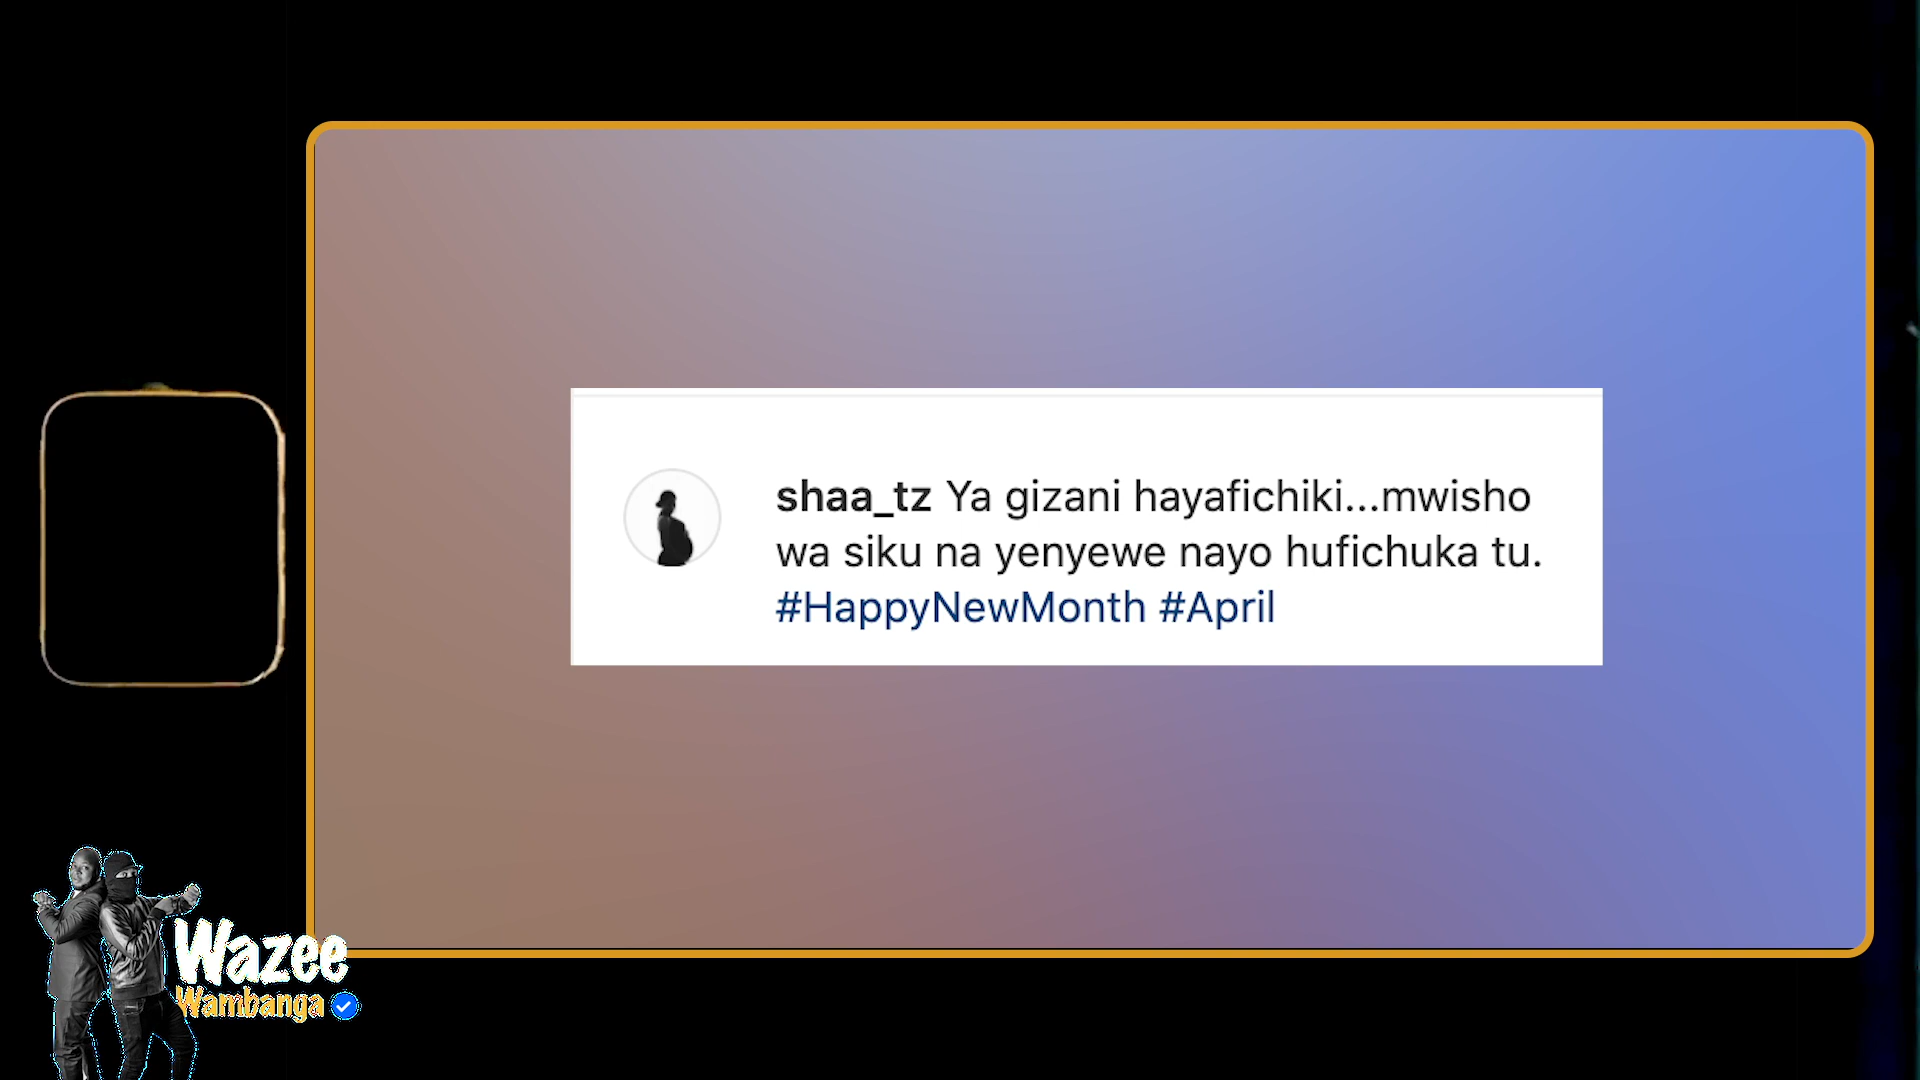 shaa_tz Ya gizani hayafichiki...mwisho
wa siku na yenyewe nayo hufichuka tu.
#HappyNewMonth #April
Wazee
Wambanga